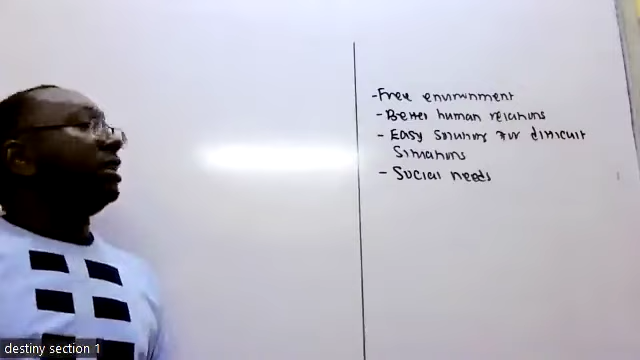 - Free environment
- Better human relations
- Easy solutions for difficult
situations
- Social needs
destiny section 1